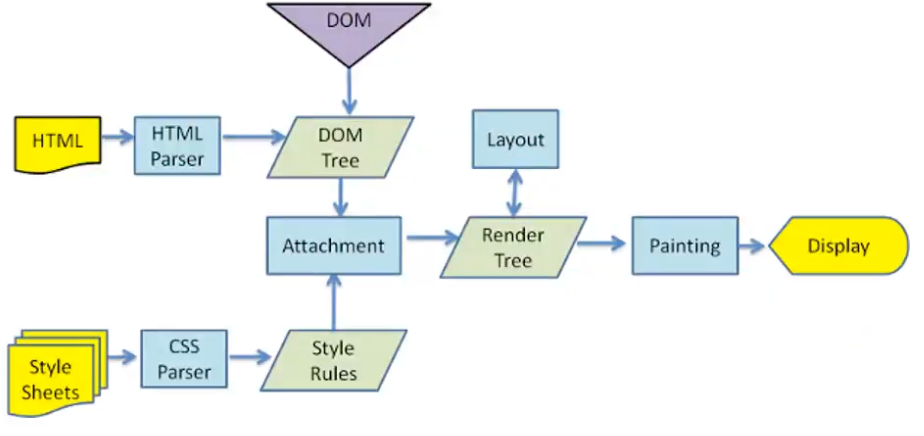 DOM
HTML
HTML
Parser
DOM
Tree
Layout
Attachment
Render
Tree
Painting
Display
Style
Sheets
CSS
Parser
Style
Rules